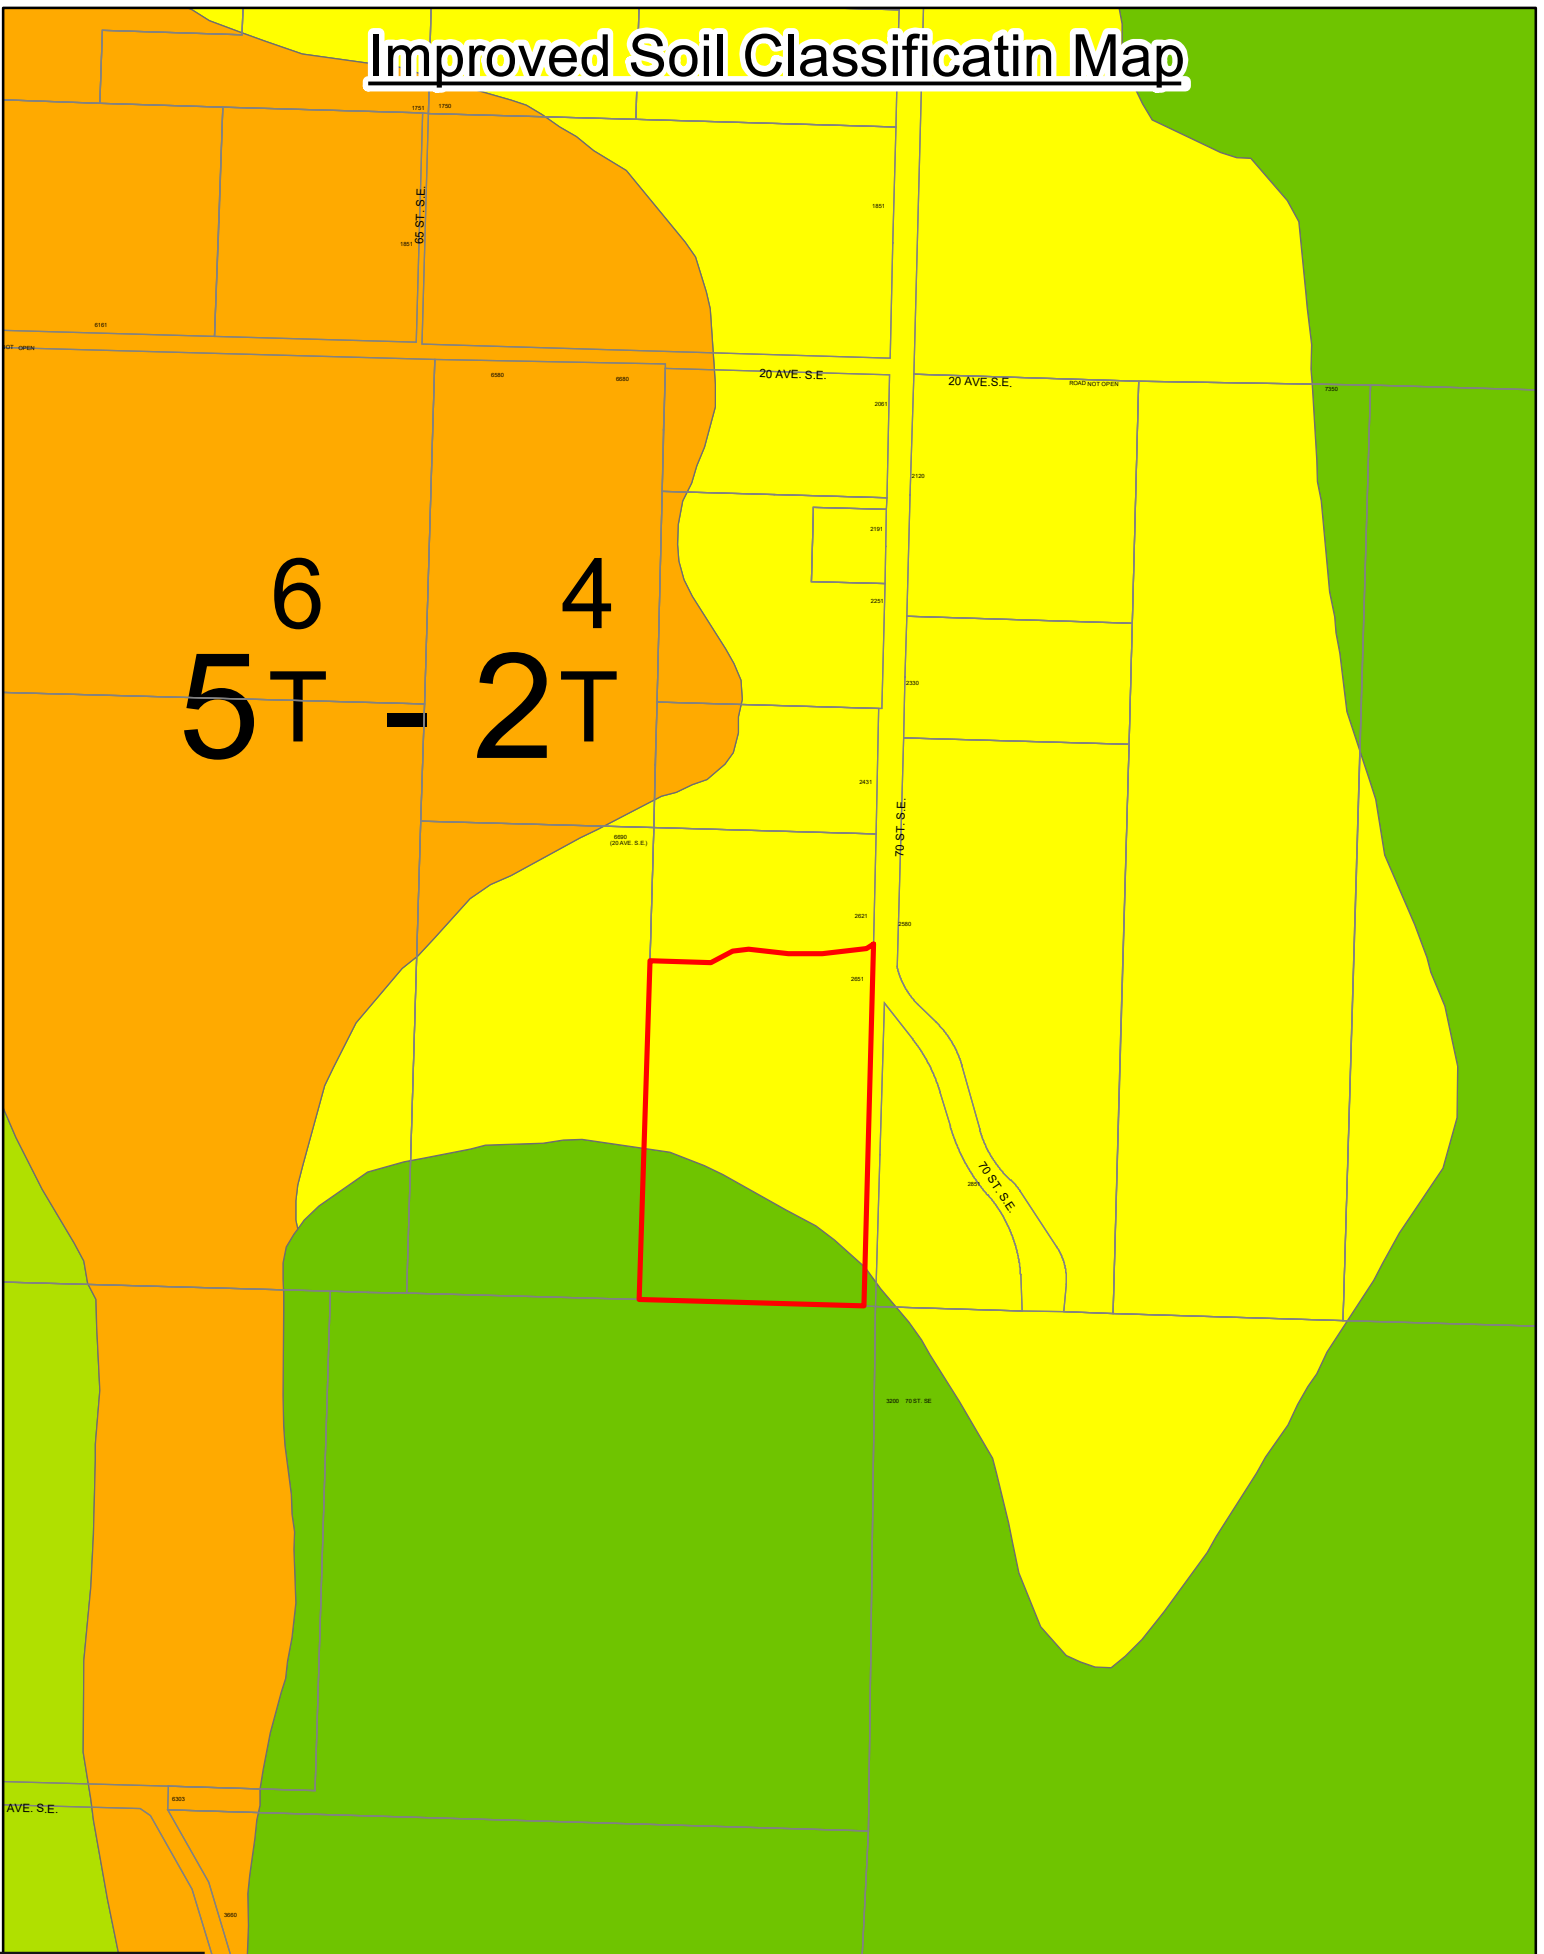 Improved Soil Classificatin Map
1751 1750
1851
65 ST. S.E.
1851
6161
OT OPEN
6580
6680
20 AVE. S.E.
20 AVE.S.E.
ROAD NOT OPEN
7350
2061
2120
2191
2251
6 4
5T - 2T
2330
2431
70 ST. S.E.
6690
(20 AVE. S.E.)
2621
2580
2651
70 ST. S.E.
2851
3200 70 ST. SE
6303
AVE. S.E.
3660